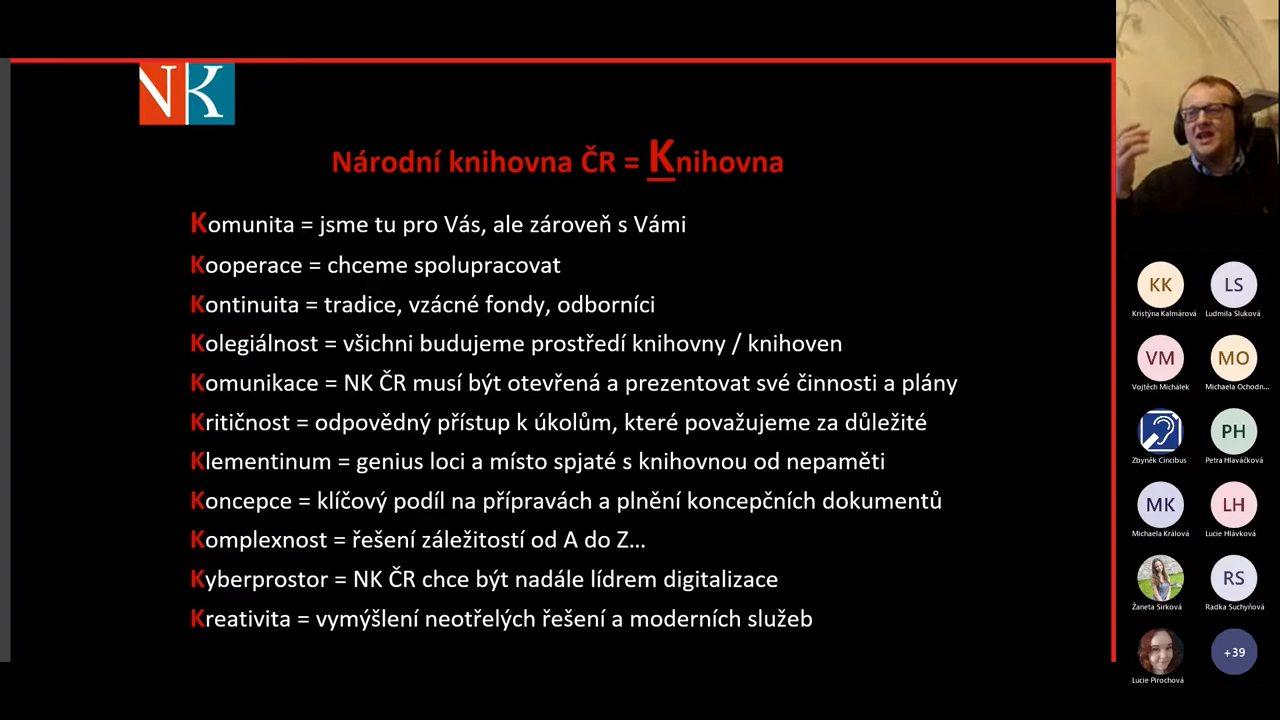 NK
Národní knihovna ČR = Knihovna
Komunita = jsme tu pro Vás, ale zároveň s Vámi
Kooperace = chceme spolupracovat
Kontinuita = tradice, vzácné fondy, odborníci
Kolegiálnost = všichni budujeme prostředí knihovny / knihoven
Komunikace = NK ČR musí být otevřená a prezentovat své činnosti a plány
Kritičnost = odpovědný přístup k úkolům, které považujeme za důležité
Klementinum = genius loci a místo spjaté s knihovnou od nepaměti
Koncepce = klíčový podíl na přípravách a plnění koncepčních dokumentů
Komplexnost = řešení záležitostí od A do Z...
Kyberprostor = NK ČR chce být nadále lídrem digitalizace
Kreativita = vymýšlení neotřelých řešení a moderních služeb
KK LS
Kristýna Kalmárová Ludmila Sluková
VM MO
Vojtěch Michálek Michaela Ochodn...
PH
Zbyněk Cincibus Petra Hlaváčková
MK LH
Michaela Králová Lucie Hlávková
RS
Žaneta Sirková Radka Suchyňová
+39
Lucie Pirochová